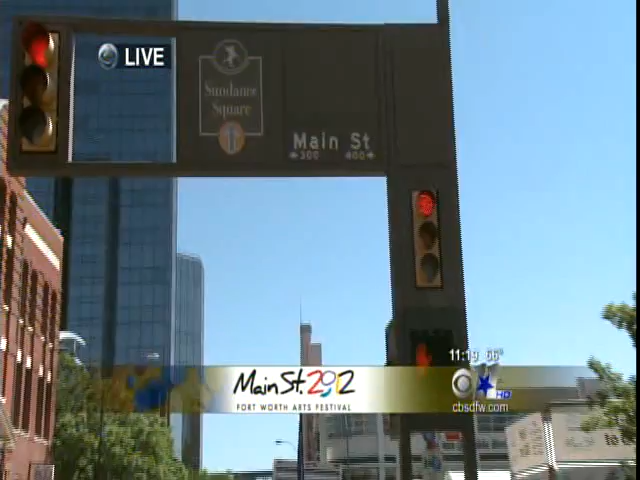 LIVE
Sundance
Square
1
Main St
300 400
11:19 66°
Main St. 2012
FORT WORTH ARTS FESTIVAL
HD
cbsdfw.com